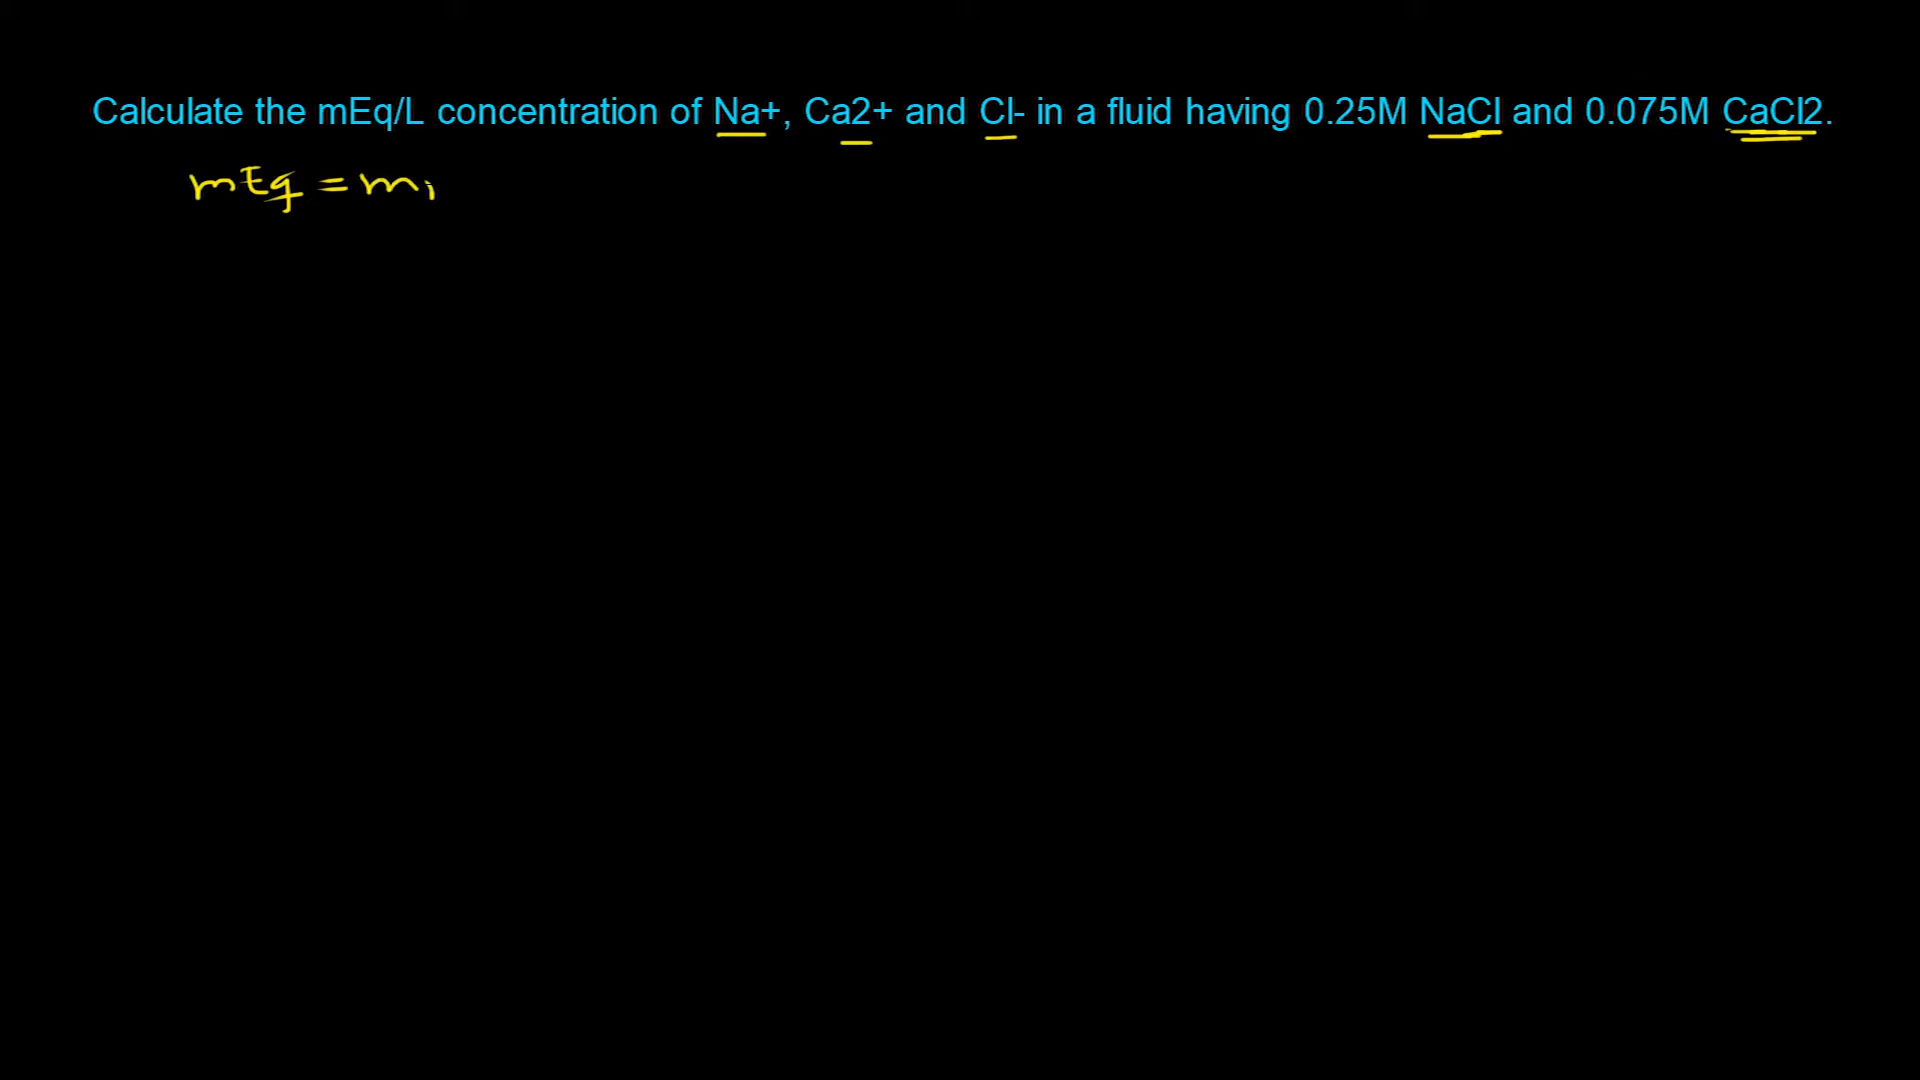 Calculate the mEq/L concentration of Na+, Ca2+ and Cl- in a fluid having 0.25M NaCl and 0.075M CaCl2.
mEq = mi